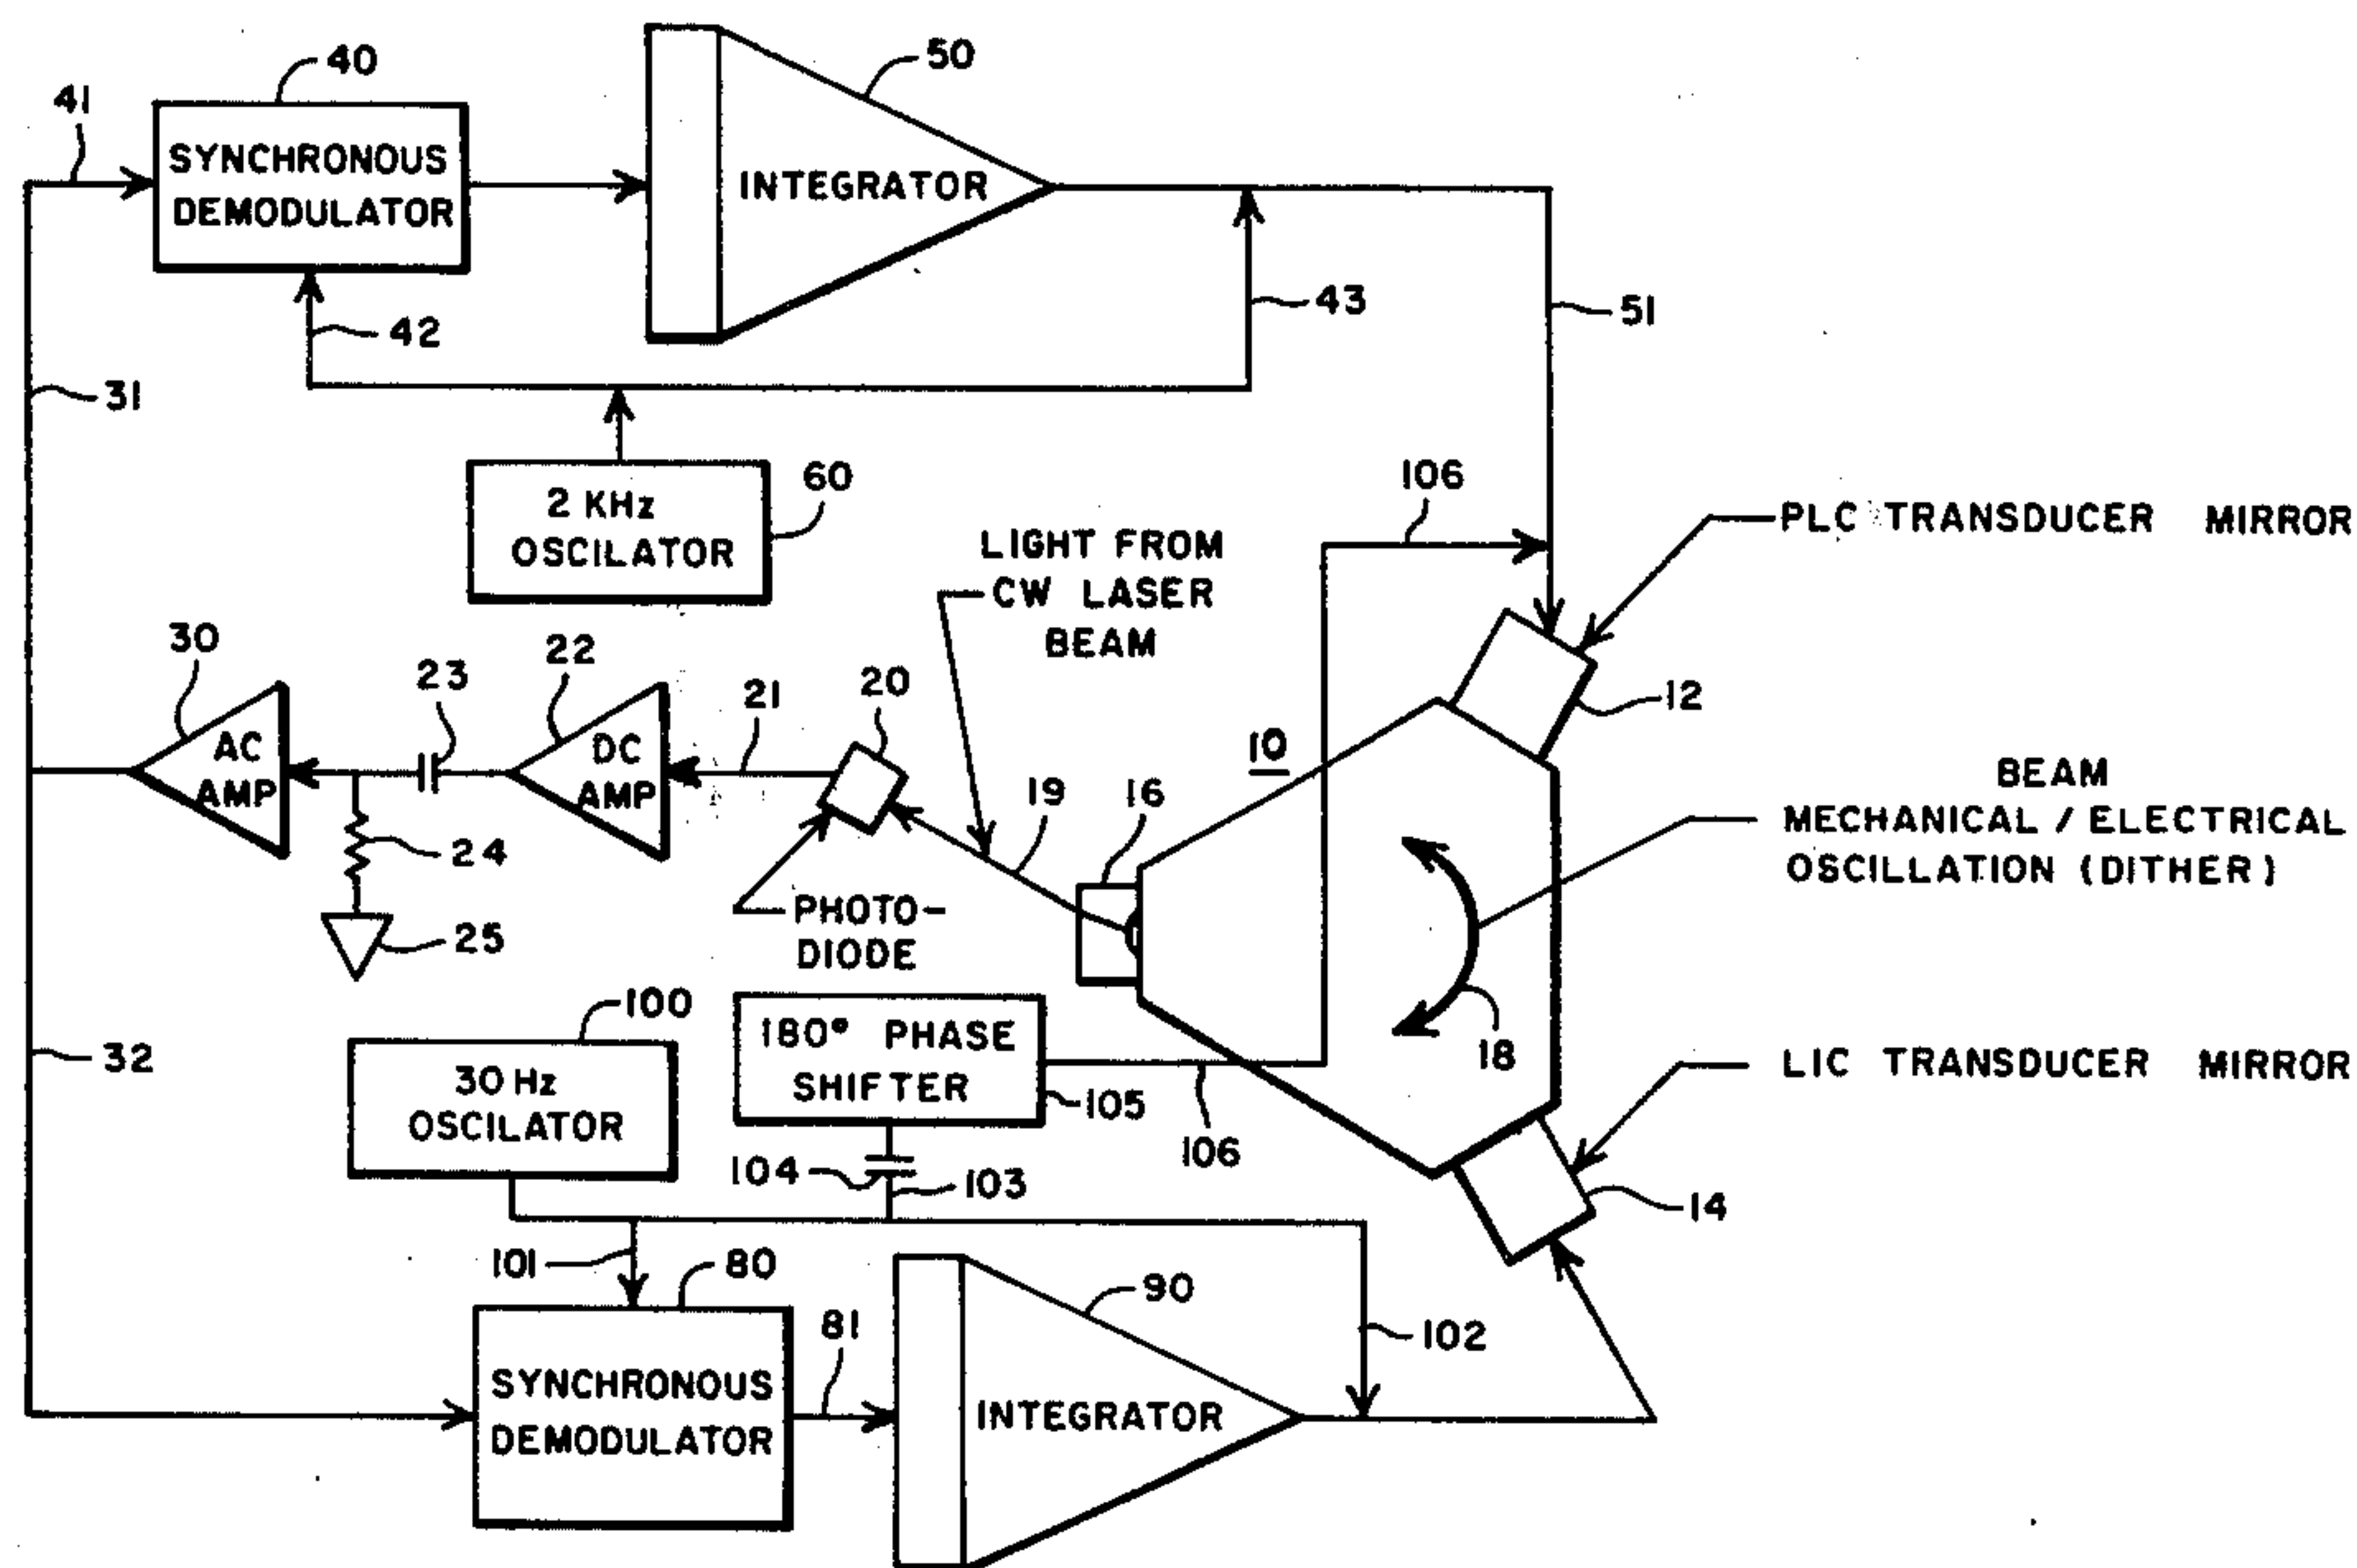 40
41
SYNCHRONOUS
DEMODULATOR
50
INTEGRATOR
42
43
51
31
2 KHz
OSCILATOR
60
106
PLC TRANSDUCER MIRROR
LIGHT FROM
CW LASER
BEAM
30
23
22
21
20
12
AC
AMP
DC
AMP
10
19
16
BEAM
MECHANICAL / ELECTRICAL
OSCILLATION (DITHER)
24
25
PHOTO-
DIODE
18
32
100
30 Hz
OSCILATOR
180° PHASE
SHIFTER
105
106
LIC TRANSDUCER MIRROR
104
103
14
101
80
90
102
81
SYNCHRONOUS
DEMODULATOR
INTEGRATOR